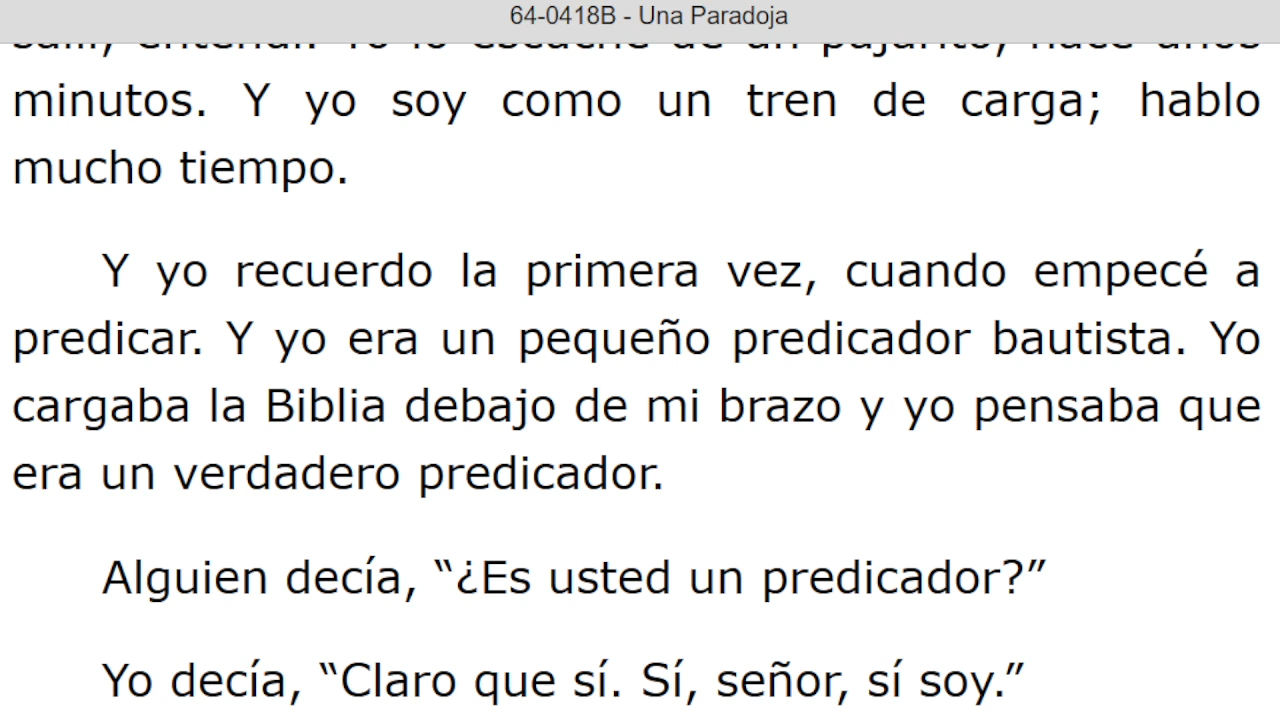 64-0418B - Una Paradoja
minutos. Y yo soy como un tren de carga; hablo
mucho tiempo.
Y yo recuerdo la primera vez, cuando empecé a
predicar. Y yo era un pequeño predicador bautista. Yo
cargaba la Biblia debajo de mi brazo y yo pensaba que
era un verdadero predicador.
Alguien decía, “¿Es usted un predicador?”
Yo decía, “Claro que sí. Sí, señor, sí soy.”